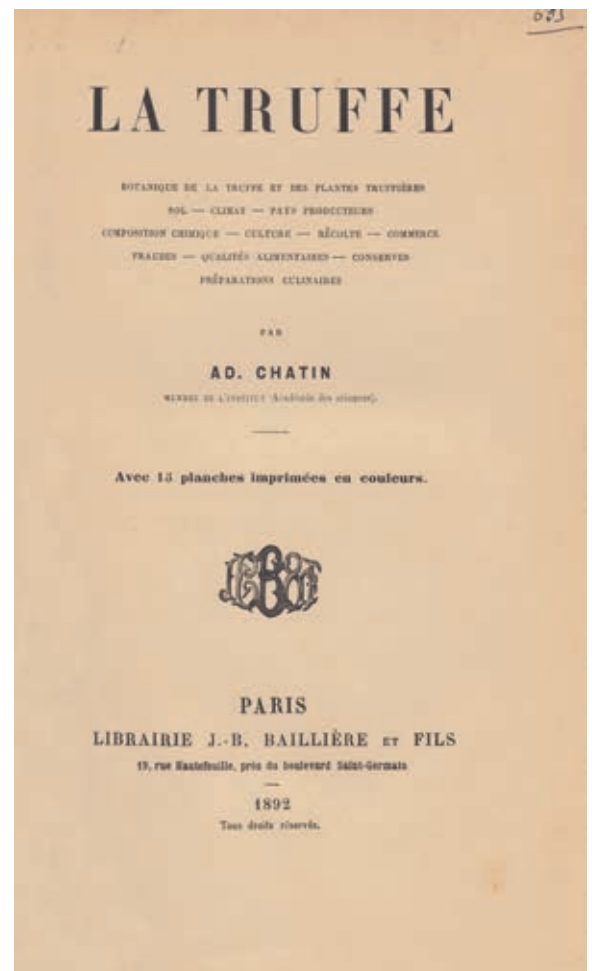 LA TRUFFE
BOTANIQUE DE LA TRUFFE ET DES PLANTES TRUFFIÈRES
SOL — CLIMAT — PAYS PRODUCTEURS
COMPOSITION CHIMIQUE — CULTURE — RÉCOLTE — COMMERCE
FRAUDES — QUALITÉS ALIMENTAIRES — CONSERVES
PRÉPARATIONS CULINAIRES
PAR
AD. CHATIN
MEMBRE DE L'INSTITUT (Académie des sciences).
Avec 15 planches imprimées en couleurs.
PARIS
LIBRAIRIE J.-B. BAILLIÈRE ET FILS
19, rue Hautefeuille, près du boulevard Saint-Germain
1892
Tous droits réservés.